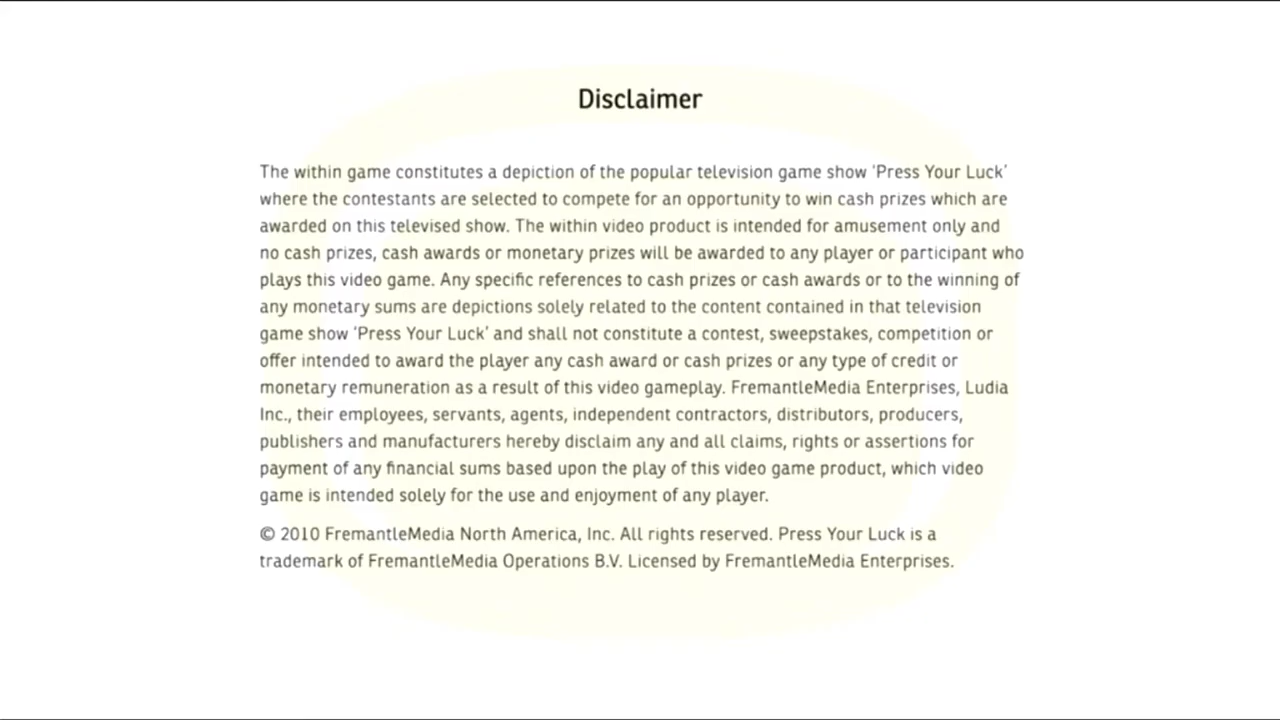 Disclaimer
The within game constitutes a depiction of the popular television game show ‘Press Your Luck’
where the contestants are selected to compete for an opportunity to win cash prizes which are
awarded on this televised show. The within video product is intended for amusement only and
no cash prizes, cash awards or monetary prizes will be awarded to any player or participant who
plays this video game. Any specific references to cash prizes or cash awards or to the winning of
any monetary sums are depictions solely related to the content contained in that television
game show ‘Press Your Luck’ and shall not constitute a contest, sweepstakes, competition or
offer intended to award the player any cash award or cash prizes or any type of credit or
monetary remuneration as a result of this video gameplay. FremantleMedia Enterprises, Ludia
Inc., their employees, servants, agents, independent contractors, distributors, producers,
publishers and manufacturers hereby disclaim any and all claims, rights or assertions for
payment of any financial sums based upon the play of this video game product, which video
game is intended solely for the use and enjoyment of any player.
© 2010 FremantleMedia North America, Inc. All rights reserved. Press Your Luck is a
trademark of FremantleMedia Operations B.V. Licensed by FremantleMedia Enterprises.